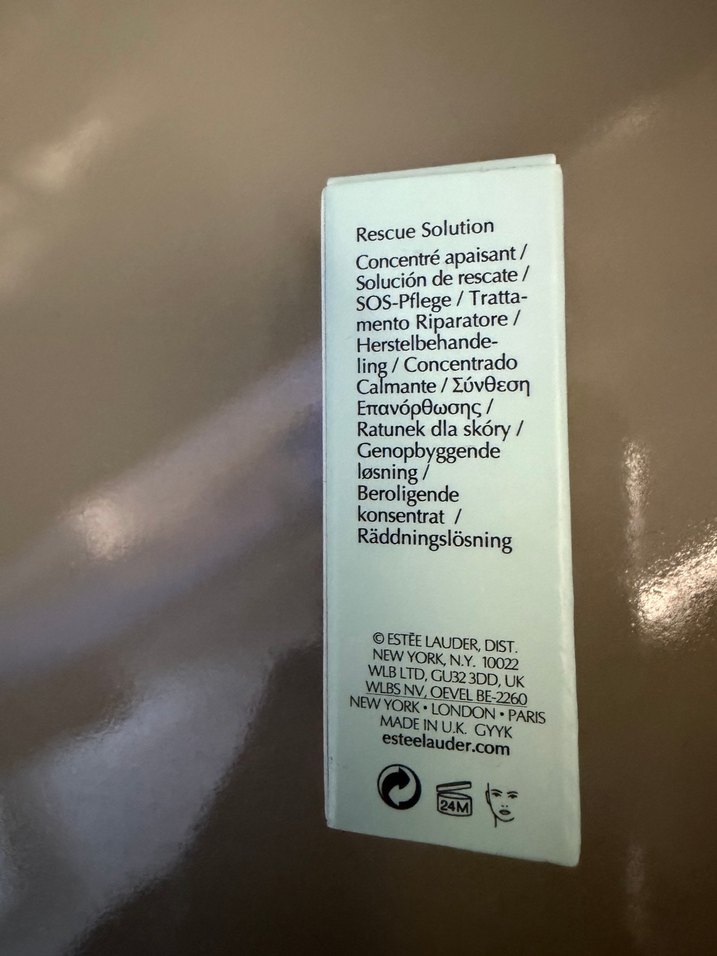 Rescue Solution
Concentré apaisant /
Solución de rescate /
SOS-Pflege / Tratta-
mento Riparatore /
Herstelbehande-
ling / Concentrado
Calmante / Σύνθεση
Επανόρθωσης /
Ratunek dla skóry /
Genopbyggende
løsning /
Beroligende
konsentrat /
Räddningslösning
© ESTĒE LAUDER, DIST.
NEW YORK, N.Y. 10022
WLB LTD, GU32 3DD, UK
WLBS NV, OEVEL BE-2260
NEW YORK • LONDON • PARIS
MADE IN U.K. GYYK
esteelauder.com
24M